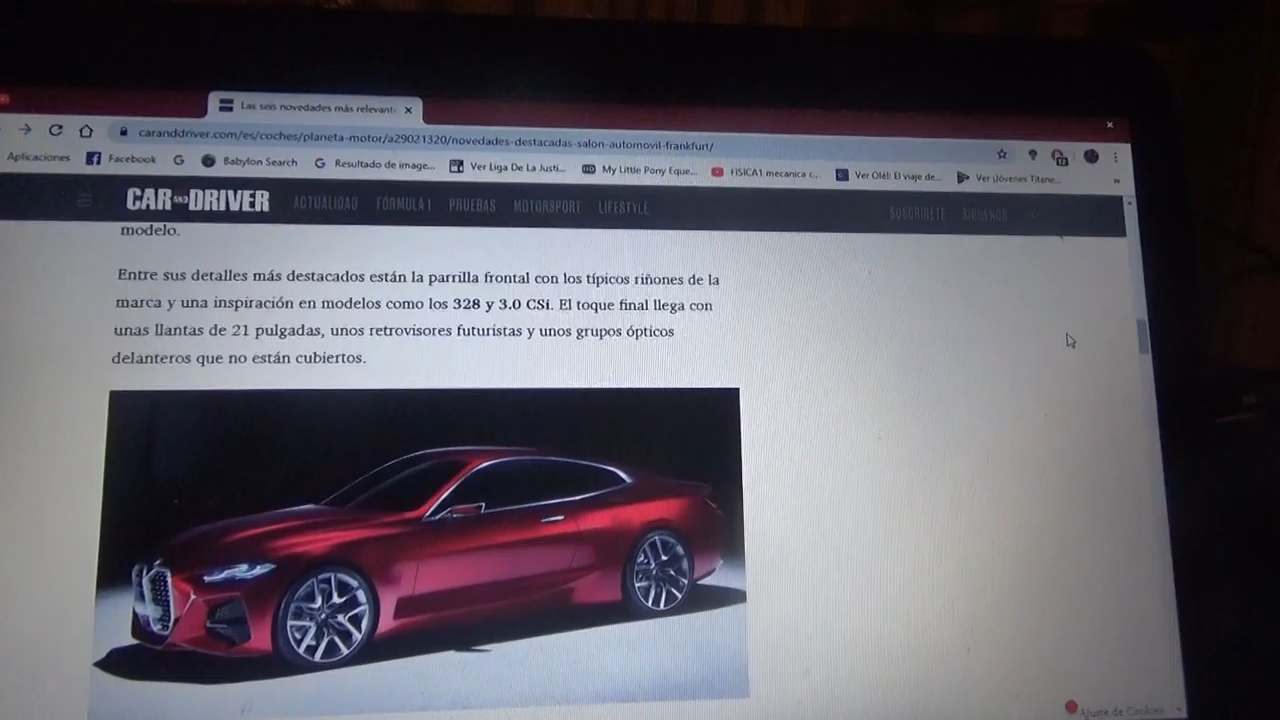 Las seis novedades más relevant
caranddriver.com/es/coches/planeta-motor/a29021320/novedades-destacadas-salon-automovil-frankfurt/
Aplicaciones Facebook Babylon Search Resultado de image... Ver Liga De La Justi... My Little Pony Eque... FISICA1 mecanica c... Ver Olé!: El viaje de... Ver ¡Jóvenes Titane...
CAR AND DRIVER ACTUALIDAD FÓRMULA 1 PRUEBAS MOTORSPORT LIFESTYLE SUSCRÍBETE SÍGUENOS
modelo.
Entre sus detalles más destacados están la parrilla frontal con los típicos riñones de la
marca y una inspiración en modelos como los 328 y 3.0 CSi. El toque final llega con
unas llantas de 21 pulgadas, unos retrovisores futuristas y unos grupos ópticos
delanteros que no están cubiertos.
Ajuste de Cookies